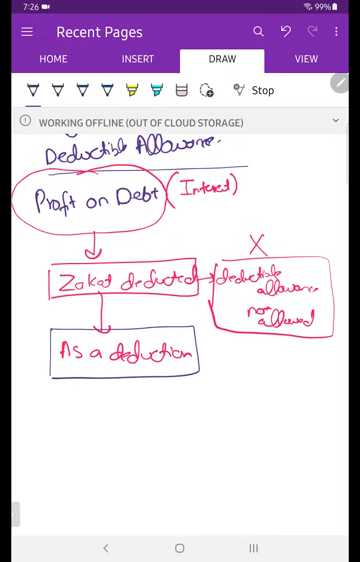 7:26
99%
Recent Pages
HOME INSERT DRAW VIEW
Stop
WORKING OFFLINE (OUT OF CLOUD STORAGE)
Deductible Allowance.
Profit on Debt (Interest)
X
Zakat deducted
deductible
allowance
not
allowed
As a deduction